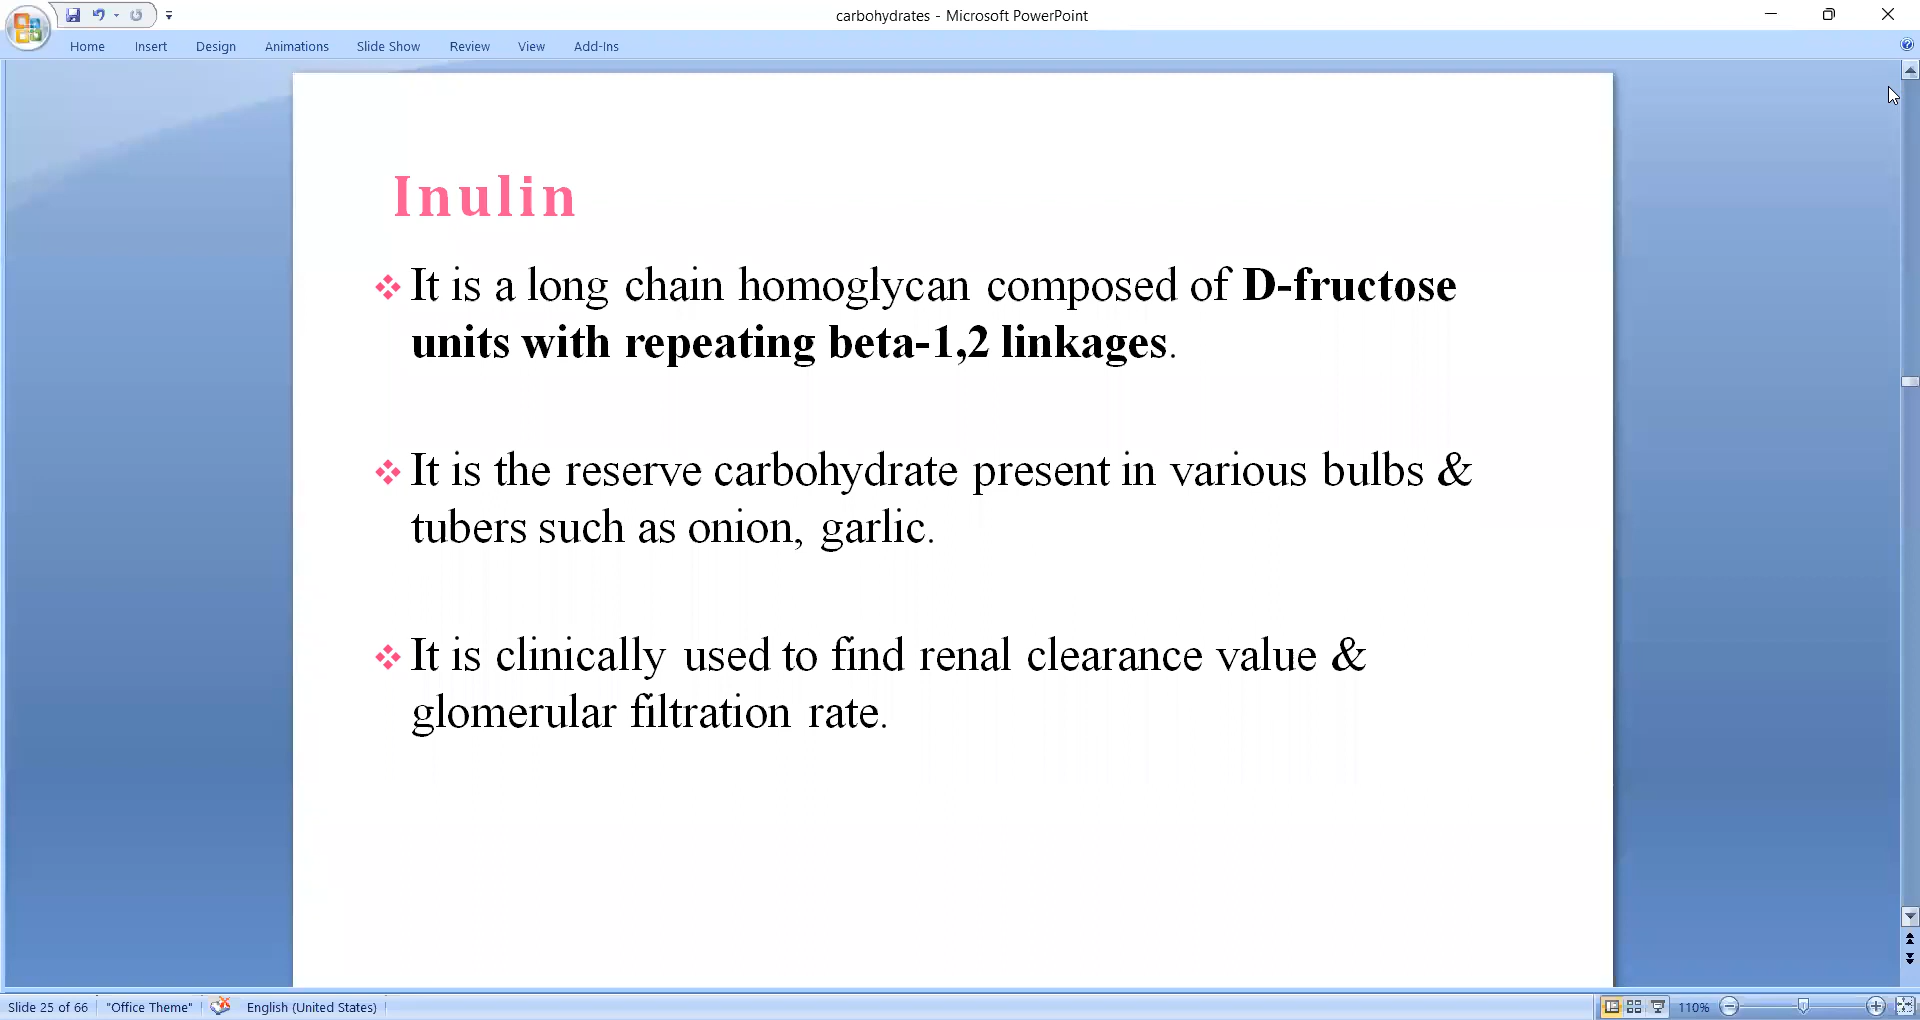 carbohydrates - Microsoft PowerPoint
Home Insert Design Animations Slide Show Review View Add-Ins
Inulin
It is a long chain homoglycan composed of D-fructose
units with repeating beta-1,2 linkages.
It is the reserve carbohydrate present in various bulbs &
tubers such as onion, garlic.
It is clinically used to find renal clearance value &
glomerular filtration rate.
Slide 25 of 66 "Office Theme" English (United States) 110%